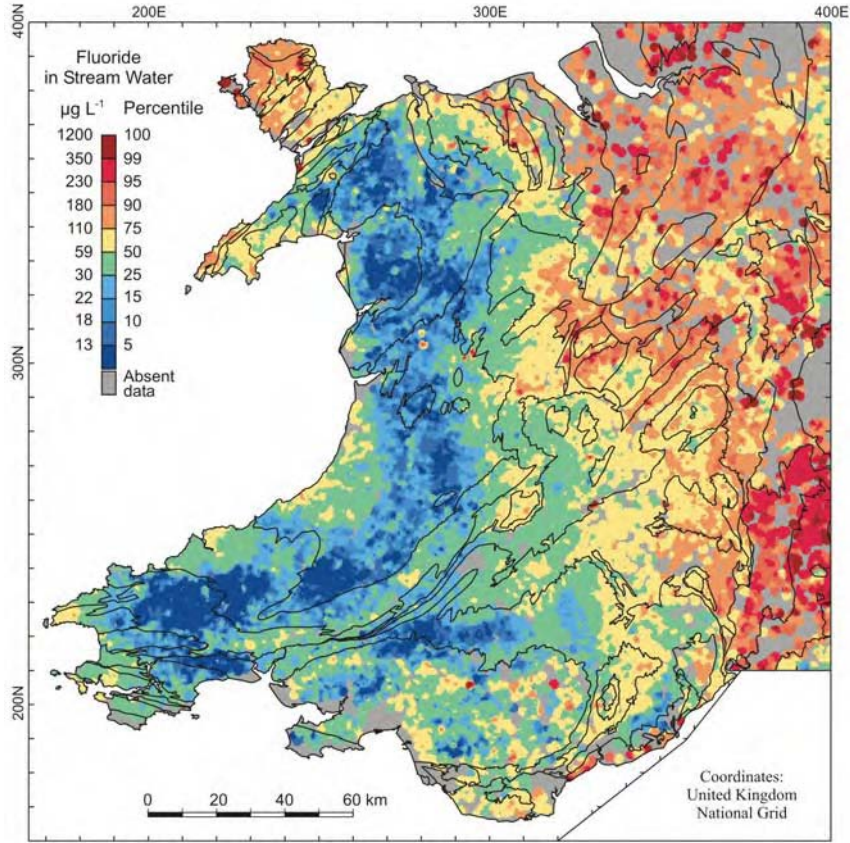 200E 300E 400E
400N
Fluoride
in Stream Water
µg L⁻¹ Percentile
1200 100
350 99
230 95
180 90
110 75
59 50
30 25
22 15
18 10
13 5
Absent
data
300N
200N
0 20 40 60 km
Coordinates:
United Kingdom
National Grid